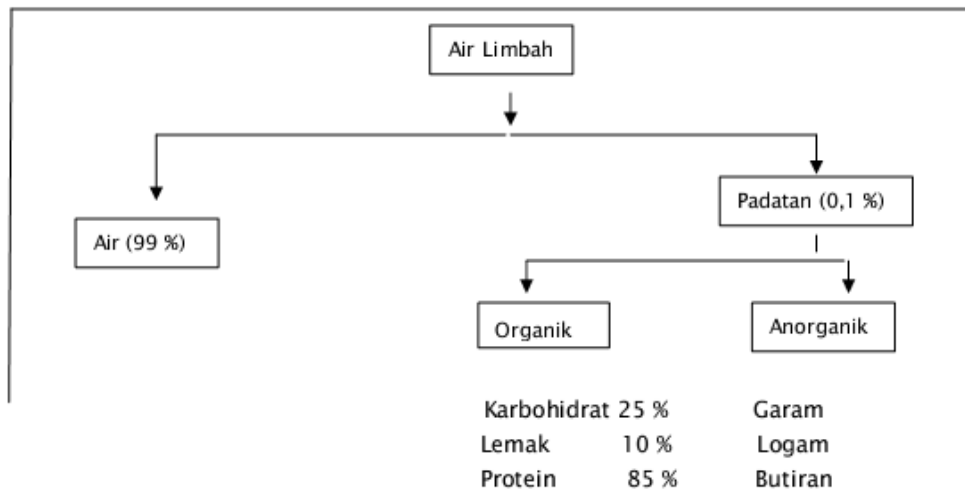 Air Limbah
Padatan (0,1 %)
Air (99 %)
Organik
Anorganik
Karbohidrat 25 %
Garam
Lemak 10 %
Logam
Protein 85 %
Butiran